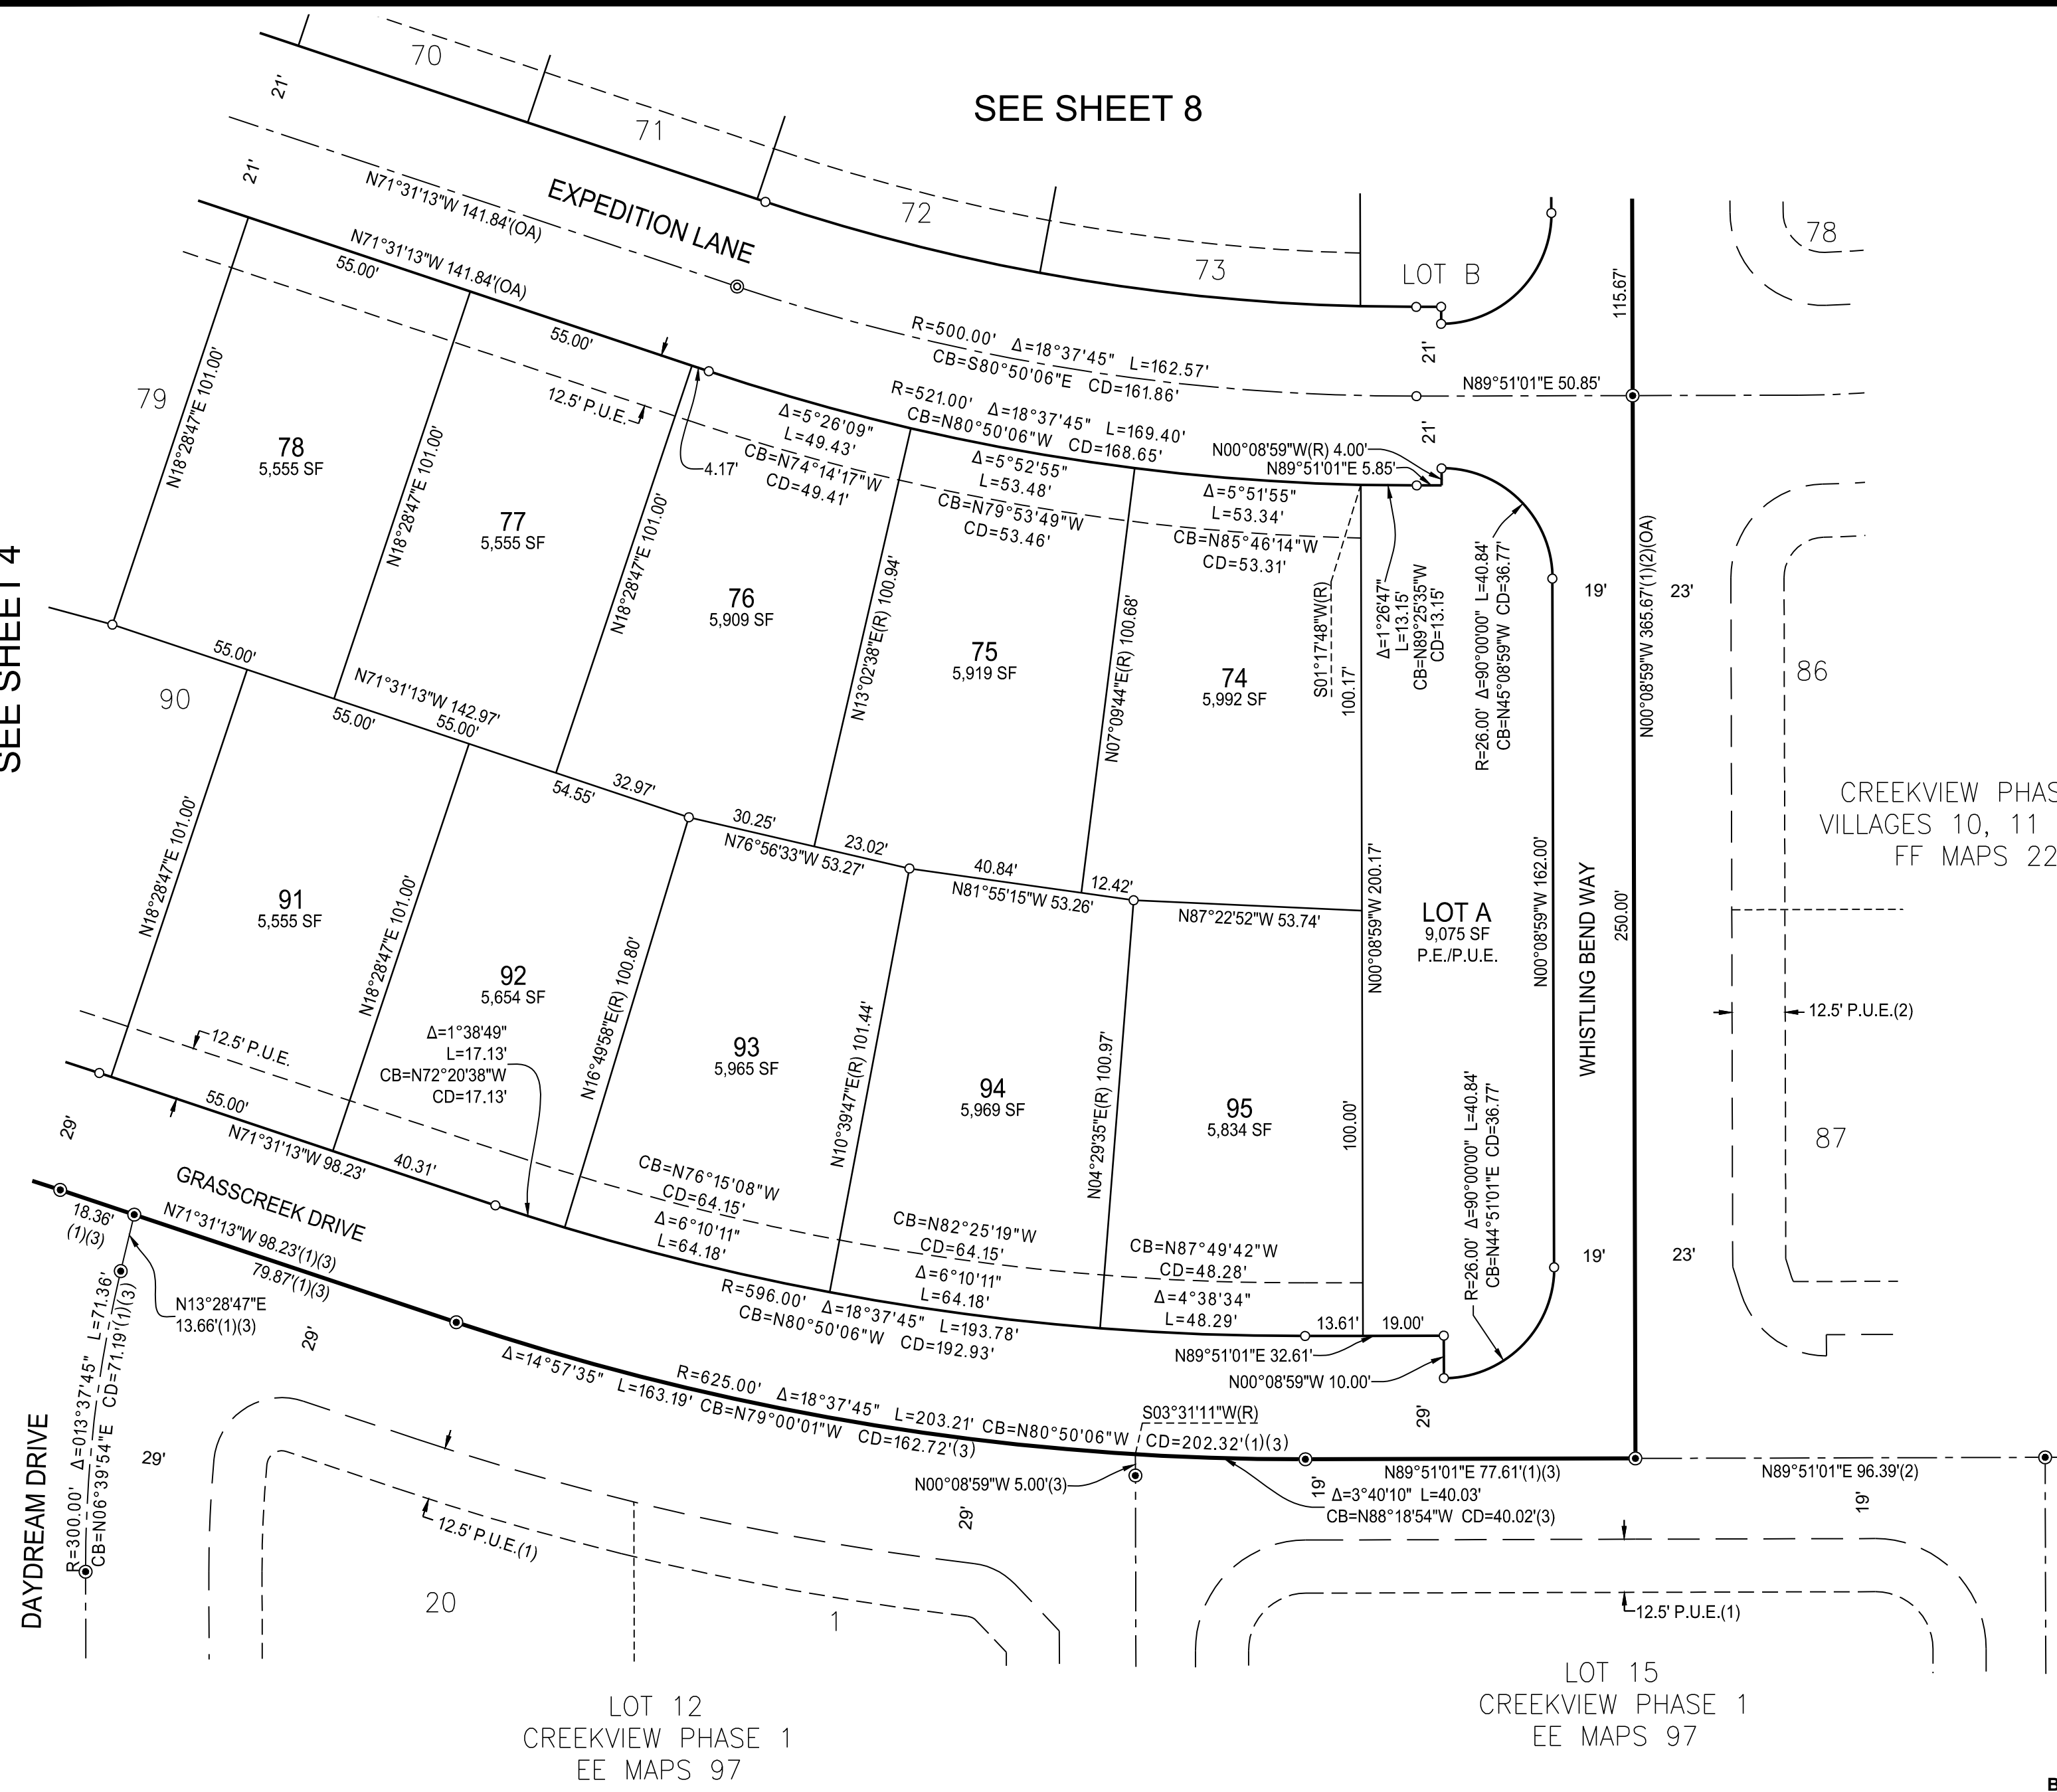 70
71
SEE SHEET 8
21'
21'
N71°31'13"W 141.84'(OA)
EXPEDITION LANE
72
73
LOT B
78
115.67'
N71°31'13"W 141.84'(OA)
55.00'
55.00'
R=500.00' Δ=18°37'45" L=162.57'
CB=S80°50'06"E CD=161.86'
21'
N89°51'01"E 50.85'
79
N18°28'47"E 101.00'
78
5,555 SF
12.5' P.U.E.
4.17'
R=521.00' Δ=18°37'45" L=169.40'
CB=N80°50'06"W CD=168.65'
21'
N00°08'59"W(R) 4.00'
N89°51'01"E 5.85'
Δ=5°26'09"
L=49.43'
CB=N74°14'17"W
CD=49.41'
Δ=5°52'55"
L=53.48'
CB=N79°53'49"W
CD=53.46'
Δ=5°51'55"
L=53.34'
CB=N85°46'14"W
CD=53.31'
N18°28'47"E 101.00'
77
5,555 SF
N18°28'47"E 101.00'
76
5,909 SF
N13°02'38"E(R) 100.94'
75
5,919 SF
N07°09'44"E(R) 100.68'
74
5,992 SF
S01°17'48"W(R)
100.17'
Δ=1°26'47"
L=13.15'
CB=N89°25'35"W
CD=13.15'
R=26.00' Δ=90°00'00" L=40.84'
CB=N45°08'59"W CD=36.77'
19'
23'
N00°08'59"W 365.67'(1)(2)(OA)
86
SEE SHEET 4
55.00'
90
N71°31'13"W 142.97'
55.00'
55.00'
54.55'
32.97'
30.25'
N76°56'33"W 53.27'
23.02'
40.84'
N81°55'15"W 53.26'
12.42'
N87°22'52"W 53.74'
N00°08'59"W 200.17'
LOT A
9,075 SF
P.E./P.U.E.
N00°08'59"W 162.00'
WHISTLING BEND WAY
250.00'
CREEKVIEW PHAS
VILLAGES 10, 11
FF MAPS 22
N18°28'47"E 101.00'
91
5,555 SF
N18°28'47"E 101.00'
92
5,654 SF
Δ=1°38'49"
L=17.13'
CB=N72°20'38"W
CD=17.13'
N16°49'58"E(R) 100.80'
93
5,965 SF
N10°39'47"E(R) 101.44'
94
5,969 SF
N04°29'35"E(R) 100.97'
95
5,834 SF
100.00'
12.5' P.U.E.(2)
87
R=26.00' Δ=90°00'00" L=40.84'
CB=N44°51'01"E CD=36.77'
19'
23'
12.5' P.U.E.
29'
55.00'
N71°31'13"W 98.23'
40.31'
GRASSCREEK DRIVE
CB=N76°15'08"W
CD=64.15'
Δ=6°10'11"
L=64.18'
CB=N82°25'19"W
CD=64.15'
Δ=6°10'11"
L=64.18'
CB=N87°49'42"W
CD=48.28'
Δ=4°38'34"
L=48.29'
13.61'
19.00'
N89°51'01"E 32.61'
N00°08'59"W 10.00'
18.36'
(1)(3)
N71°31'13"W 98.23'(1)(3)
79.87'(1)(3)
N13°28'47"E
13.66'(1)(3)
29'
R=596.00' Δ=18°37'45" L=193.78'
CB=N80°50'06"W CD=192.93'
R=625.00' Δ=18°37'45" L=203.21' CB=N80°50'06"W CD=202.32'(1)(3)
Δ=14°57'35" L=163.19' CB=N79°00'01"W CD=162.72'(3)
S03°31'11"W(R)
29'
N00°08'59"W 5.00'(3)
N89°51'01"E 77.61'(1)(3)
N89°51'01"E 96.39'(2)
19'
Δ=3°40'10" L=40.03'
CB=N88°18'54"W CD=40.02'(3)
19'
DAYDREAM DRIVE
R=300.00' Δ=013°37'45" L=71.36'
CB=N06°39'54"E CD=71.19'(1)(3)
29'
29'
12.5' P.U.E.(1)
20
1
12.5' P.U.E.(1)
LOT 12
CREEKVIEW PHASE 1
EE MAPS 97
LOT 15
CREEKVIEW PHASE 1
EE MAPS 97
B